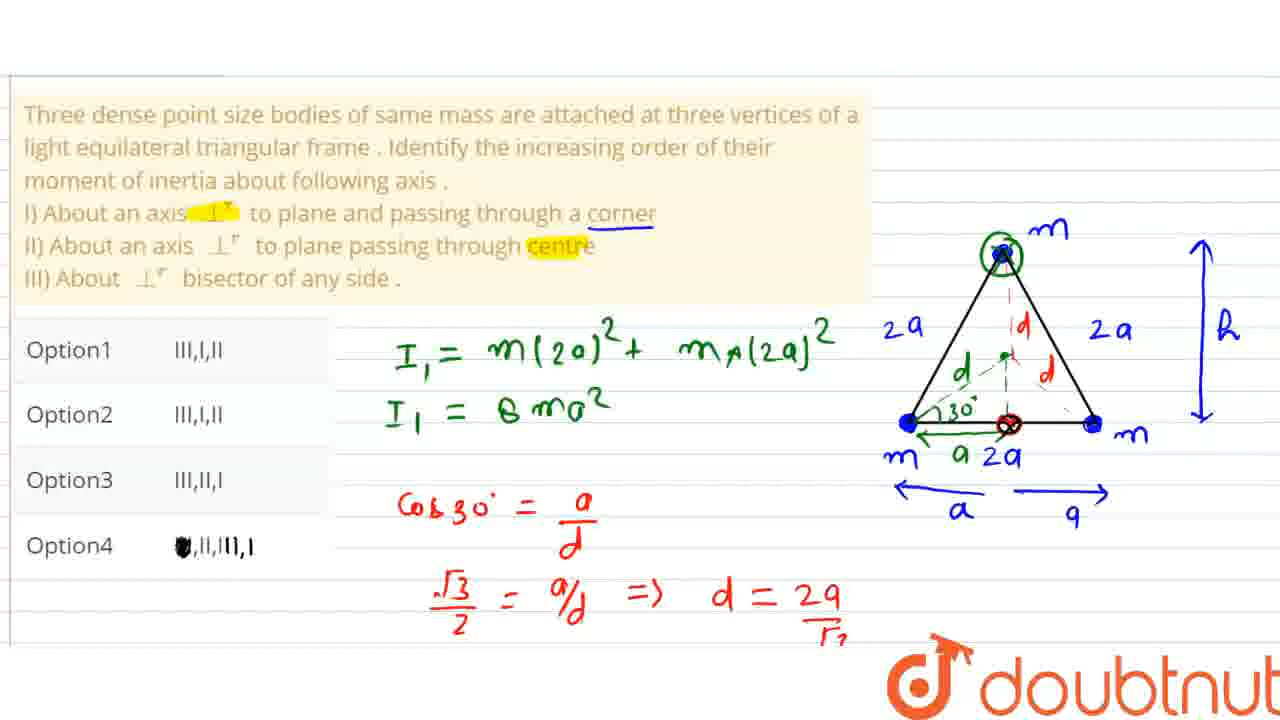 Three dense point size bodies of same mass are attached at three vertices of a
light equilateral triangular frame . Identify the increasing order of their
moment of inertia about following axis .
I) About an axis ⊥ʳ to plane and passing through a corner
II) About an axis ⊥ʳ to plane passing through centre
III) About ⊥ʳ bisector of any side .
Option1 III,I,II
Option2 III,I,II
Option3 III,II,I
Option4 ,II,III,I
I₁ = m(2a)² + m(2a)²
I₁ = 8ma²
Cos30° = a/d
√3/2 = a/d ⇒ d = 2a/√3
m
2a
2a
h
d
d
d
30°
a
2a
m
m
a
a
doubtnut